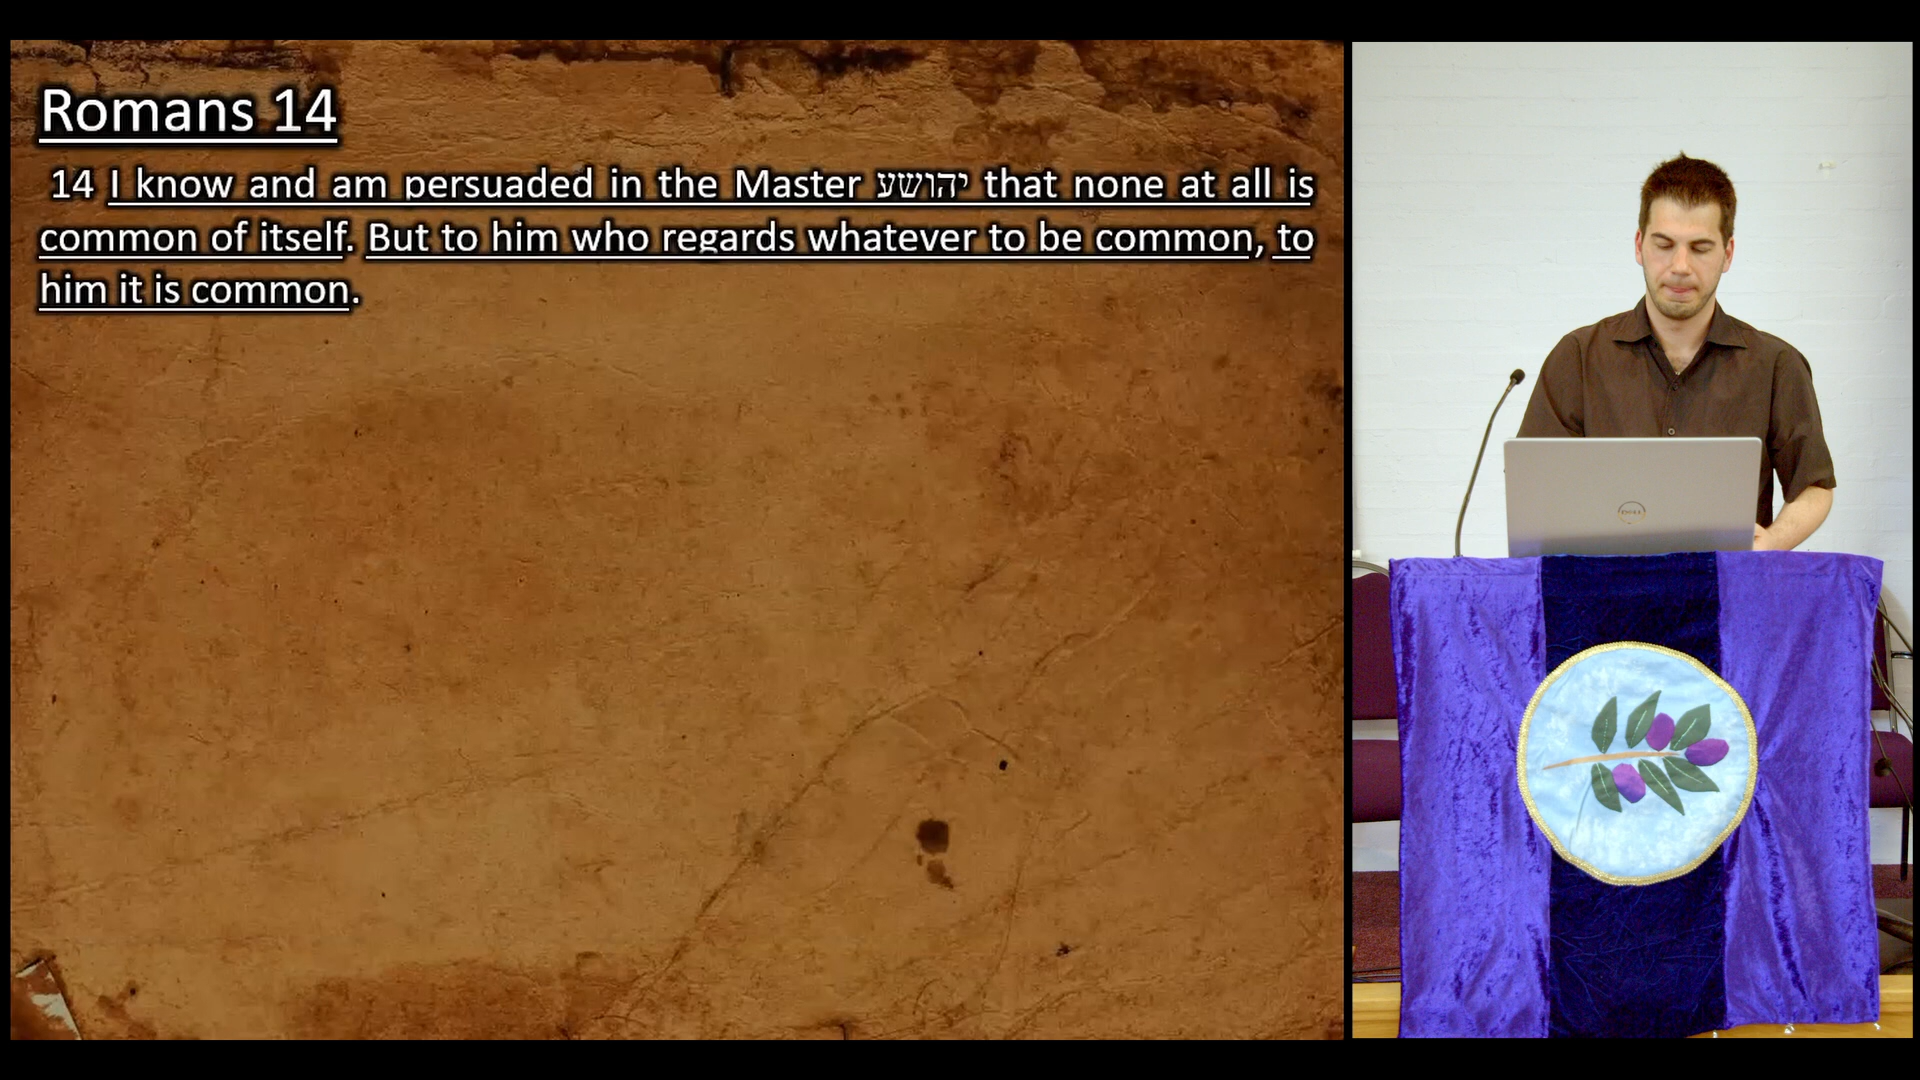 Romans 14
14 I know and am persuaded in the Master יהושע that none at all is
common of itself. But to him who regards whatever to be common, to
him it is common.
DELL